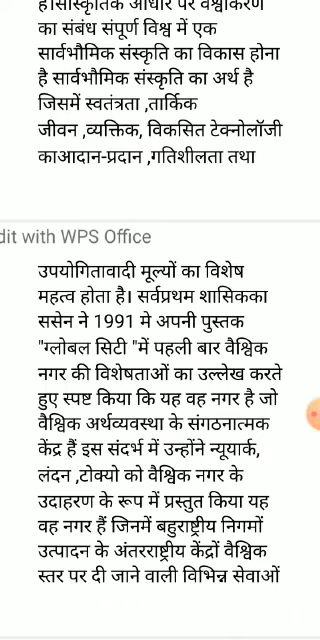 है।सांस्कृतिक आधार पर वैश्वीकरण
का संबंध संपूर्ण विश्व में एक
सार्वभौमिक संस्कृति का विकास होना
है सार्वभौमिक संस्कृति का अर्थ है
जिसमें स्वतंत्रता ,तार्किक
जीवन ,व्यक्तिक, विकसित टेक्नोलॉजी
काआदान-प्रदान ,गतिशीलता तथा
dit with WPS Office
उपयोगितावादी मूल्यों का विशेष
महत्व होता है। सर्वप्रथम शासिकका
ससेन ने 1991 मे अपनी पुस्तक
"ग्लोबल सिटी "में पहली बार वैश्विक
नगर की विशेषताओं का उल्लेख करते
हुए स्पष्ट किया कि यह वह नगर है जो
वैश्विक अर्थव्यवस्था के संगठनात्मक
केंद्र हैं इस संदर्भ में उन्होंने न्यूयार्क,
लंदन ,टोक्यो को वैश्विक नगर के
उदाहरण के रूप में प्रस्तुत किया यह
वह नगर हैं जिनमें बहुराष्ट्रीय निगमों
उत्पादन के अंतरराष्ट्रीय केंद्रों वैश्विक
स्तर पर दी जाने वाली विभिन्न सेवाओं